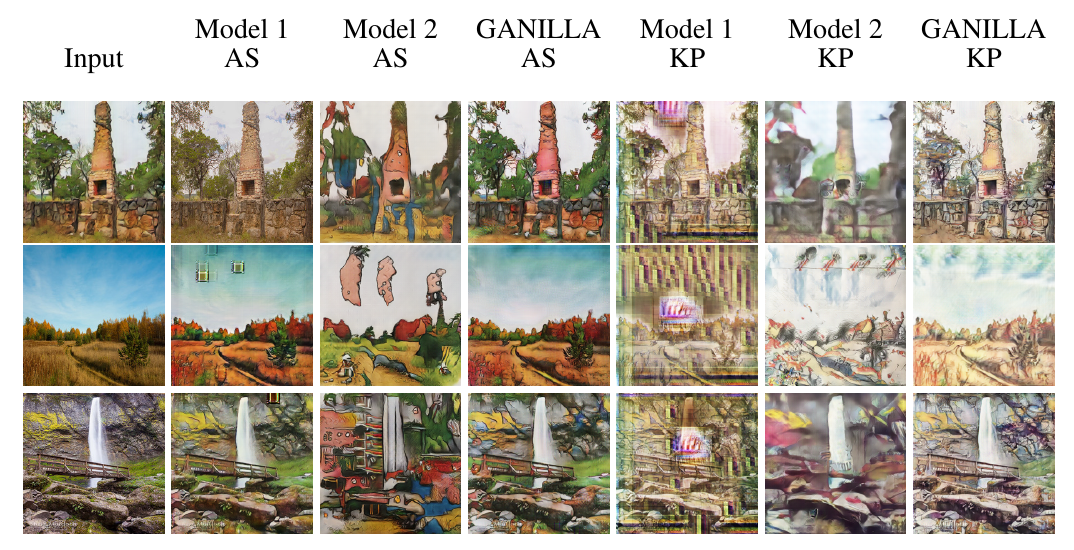 Model 1 Model 2 GANILLA Model 1 Model 2 GANILLA
Input AS AS AS KP KP KP